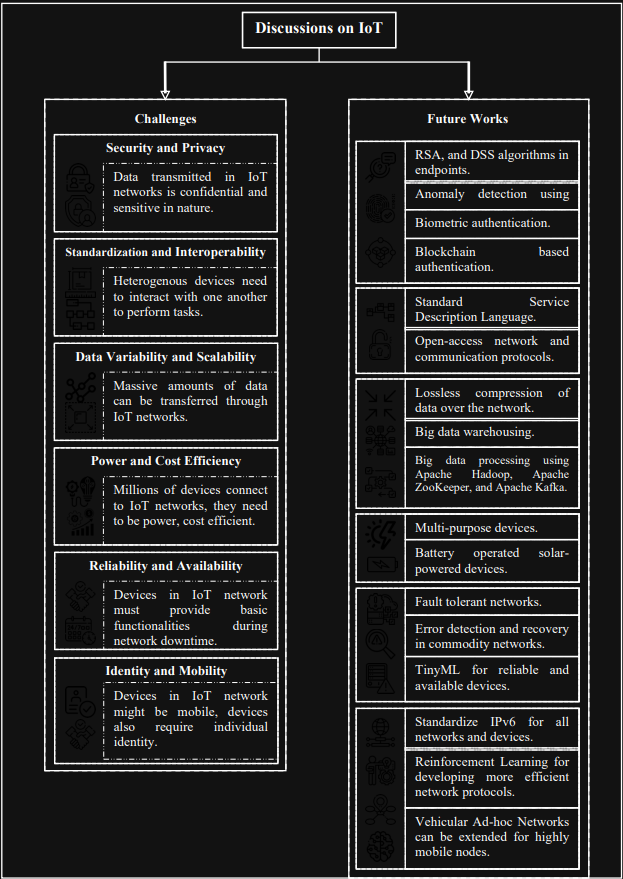 Discussions on IoT
Challenges
Security and Privacy
Data transmitted in IoT
networks is confidential and
sensitive in nature.
Standardization and Interoperability
Heterogenous devices need
to interact with one another
to perform tasks.
Data Variability and Scalability
Massive amounts of data
can be transferred through
IoT networks.
Power and Cost Efficiency
Millions of devices connect
to IoT networks, they need
to be power, cost efficient.
Reliability and Availability
Devices in IoT network
must provide basic
functionalities during
network downtime.
Identity and Mobility
Devices in IoT network
might be mobile, devices
also require individual
identity.
Future Works
RSA, and DSS algorithms in
endpoints.
Anomaly detection using
Biometric authentication.
Blockchain based
authentication.
Standard Service
Description Language.
Open-access network and
communication protocols.
Lossless compression of
data over the network.
Big data warehousing.
Big data processing using
Apache Hadoop, Apache
ZooKeeper, and Apache Kafka.
Multi-purpose devices.
Battery operated solar-
powered devices.
Fault tolerant networks.
Error detection and recovery
in commodity networks.
TinyML for reliable and
available devices.
Standardize IPv6 for all
networks and devices.
Reinforcement Learning for
developing more efficient
network protocols.
Vehicular Ad-hoc Networks
can be extended for highly
mobile nodes.